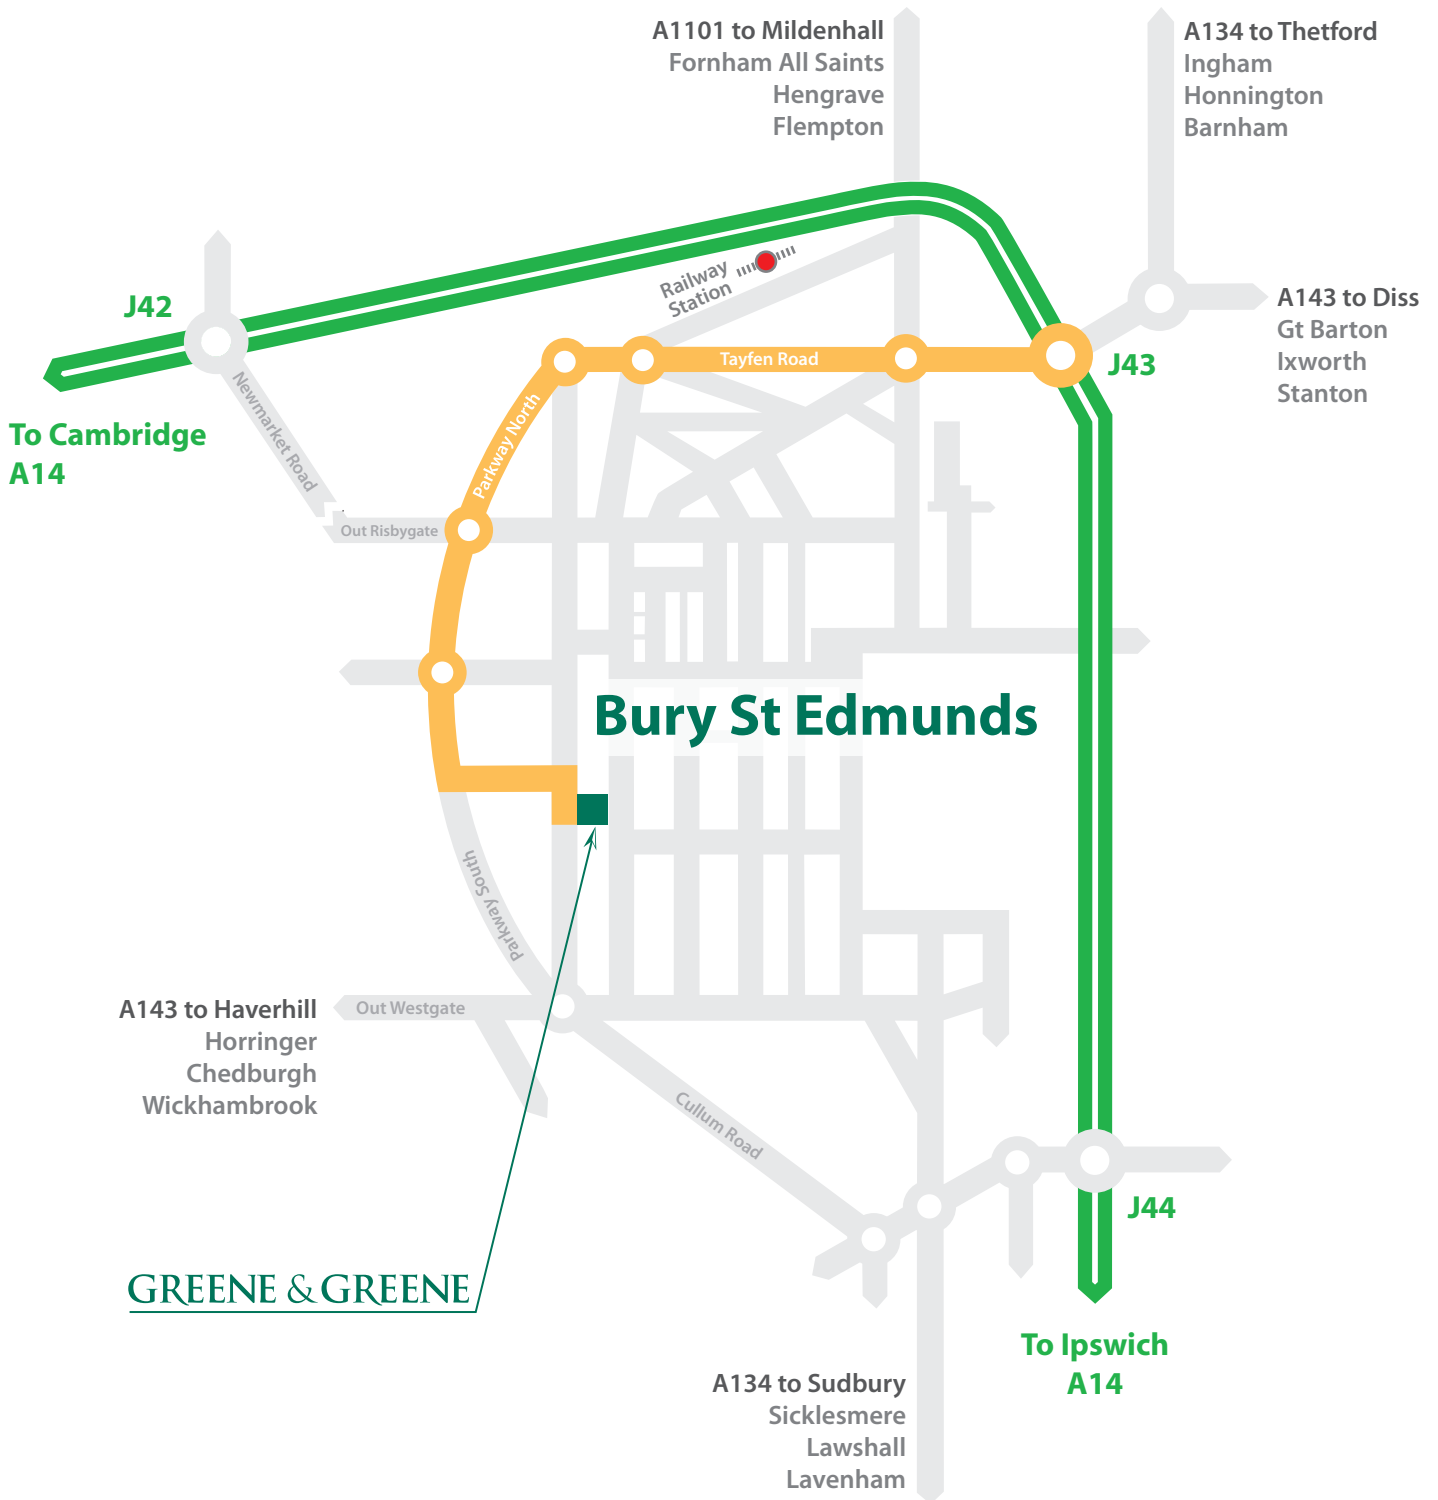 A1101 to Mildenhall
Fornham All Saints
Hengrave
Flempton
A134 to Thetford
Ingham
Honnington
Barnham
Railway
Station
J42
A143 to Diss
Gt Barton
Ixworth
Stanton
Tayfen Road
J43
Newmarket Road
Parkway North
To Cambridge
A14
Out Risbygate
Bury St Edmunds
Parkway South
A143 to Haverhill
Horringer
Chedburgh
Wickhambrook
Out Westgate
Cullum Road
J44
GREENE & GREENE
To Ipswich
A14
A134 to Sudbury
Sicklesmere
Lawshall
Lavenham